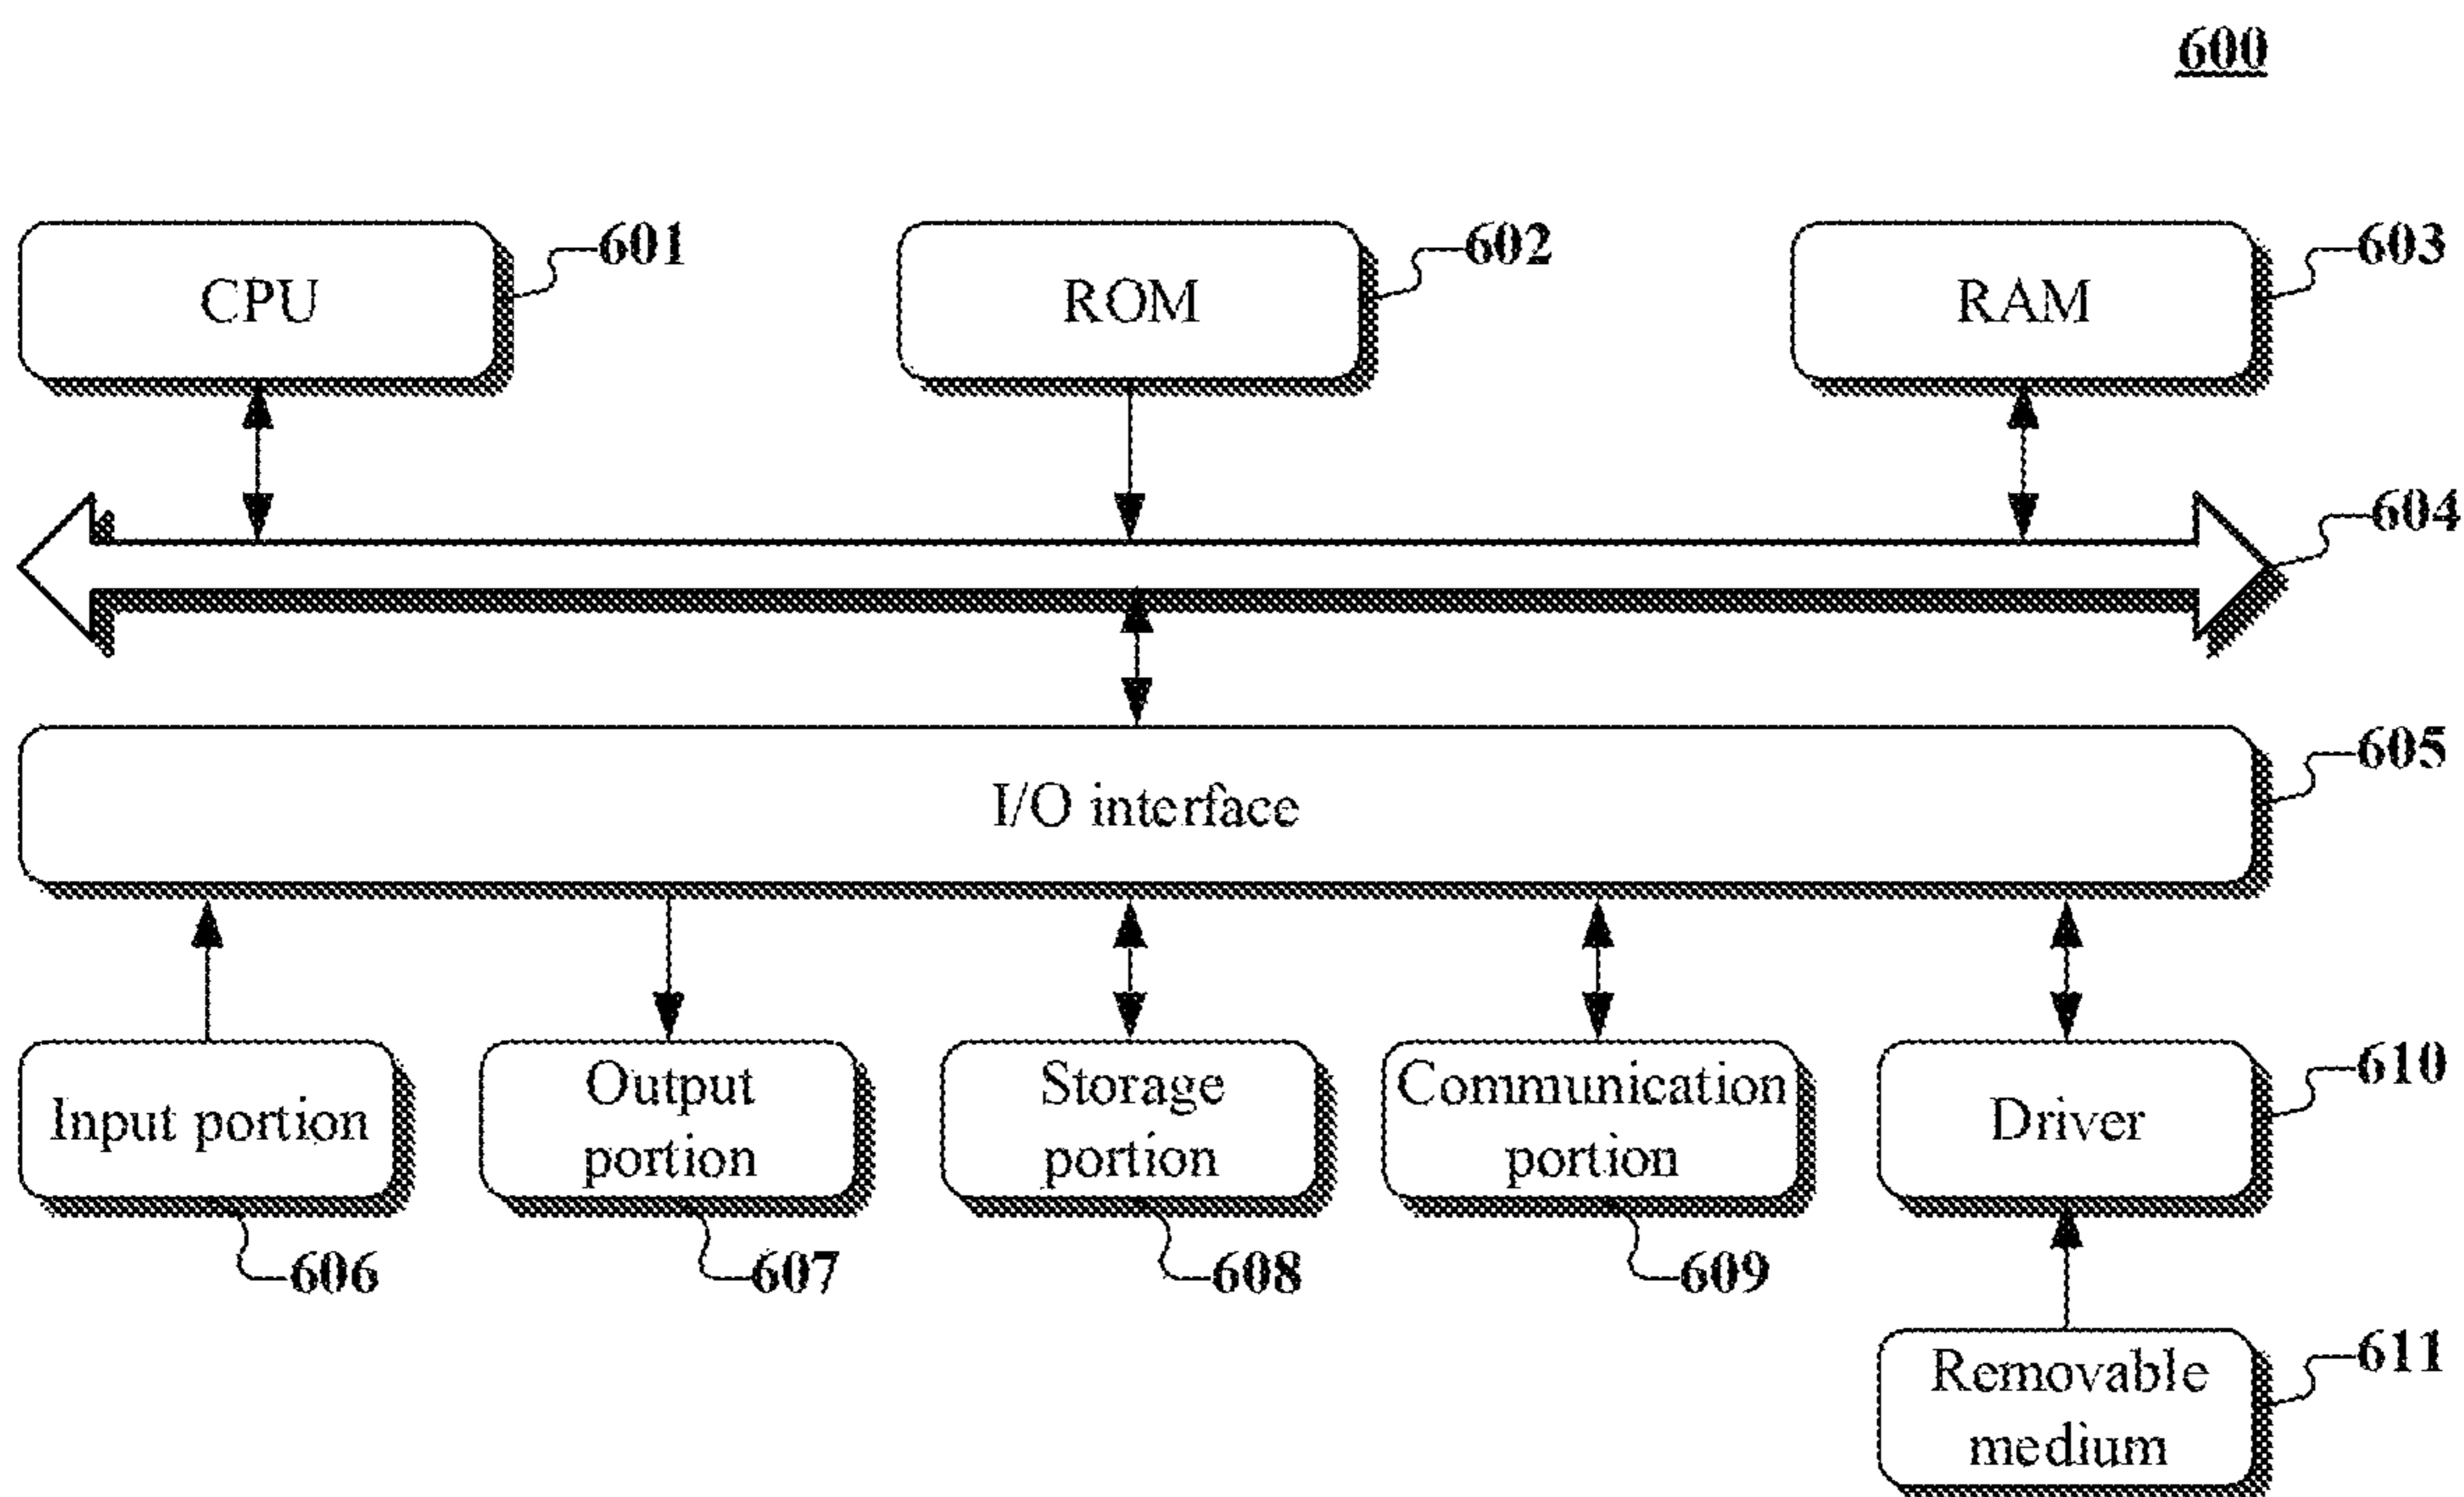 600
CPU
601
ROM
602
RAM
603
604
I/O interface
605
Input portion
606
Output
portion
607
Storage
portion
608
Communication
portion
609
Driver
610
Removable
medium
611